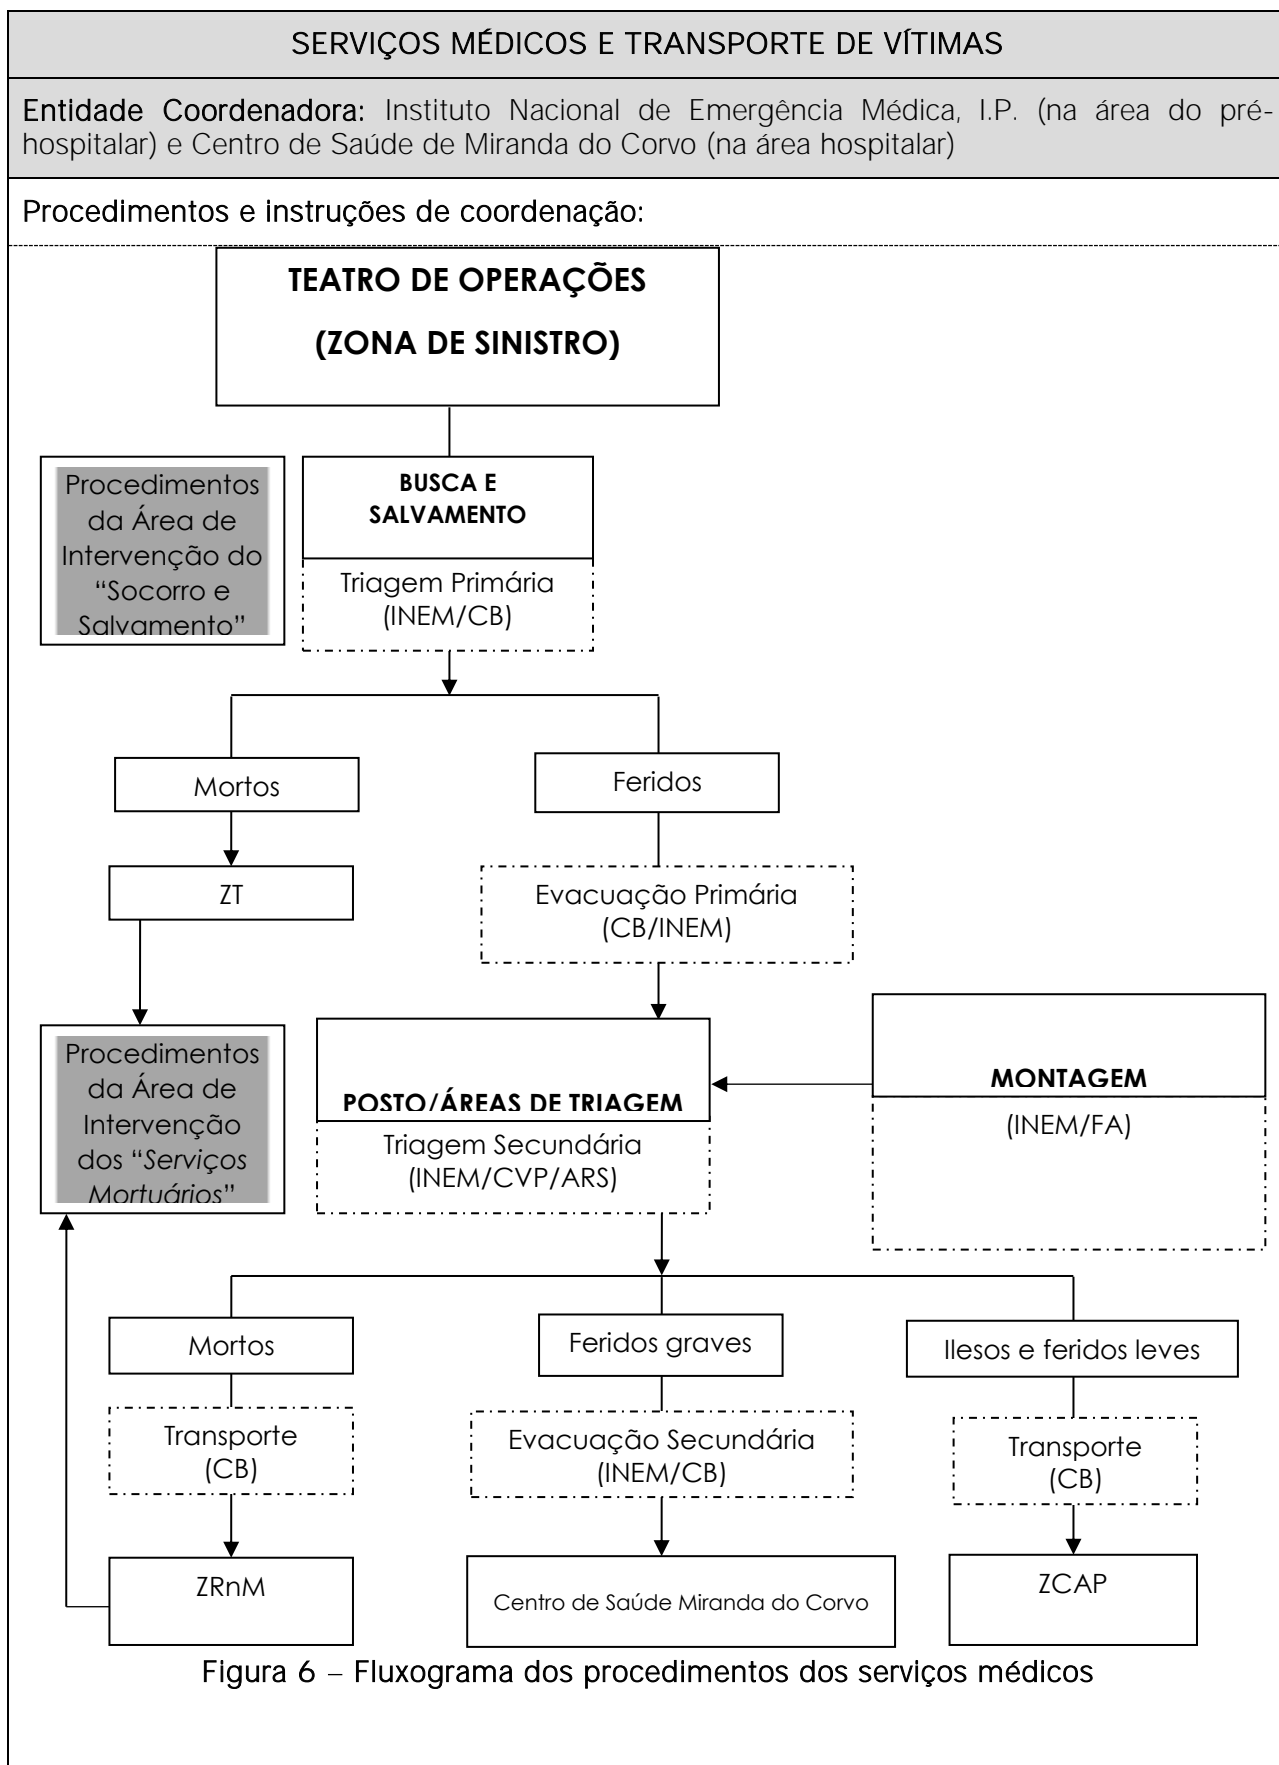 SERVIÇOS MÉDICOS E TRANSPORTE DE VÍTIMAS
Entidade Coordenadora: Instituto Nacional de Emergência Médica, I.P. (na área do pré-
hospitalar) e Centro de Saúde de Miranda do Corvo (na área hospitalar)
Procedimentos e instruções de coordenação:
TEATRO DE OPERAÇÕES
(ZONA DE SINISTRO)
Procedimentos
da Área de
Intervenção do
“Socorro e
Salvamento”
BUSCA E
SALVAMENTO
Triagem Primária
(INEM/CB)
Mortos
Feridos
ZT
Evacuação Primária
(CB/INEM)
Procedimentos
da Área de
Intervenção
dos “Serviços
Mortuários”
POSTO/ÁREAS DE TRIAGEM
Triagem Secundária
(INEM/CVP/ARS)
MONTAGEM
(INEM/FA)
Mortos
Feridos graves
Ilesos e feridos leves
Transporte
(CB)
Evacuação Secundária
(INEM/CB)
Transporte
(CB)
ZRnM
Centro de Saúde Miranda do Corvo
ZCAP
Figura 6 – Fluxograma dos procedimentos dos serviços médicos